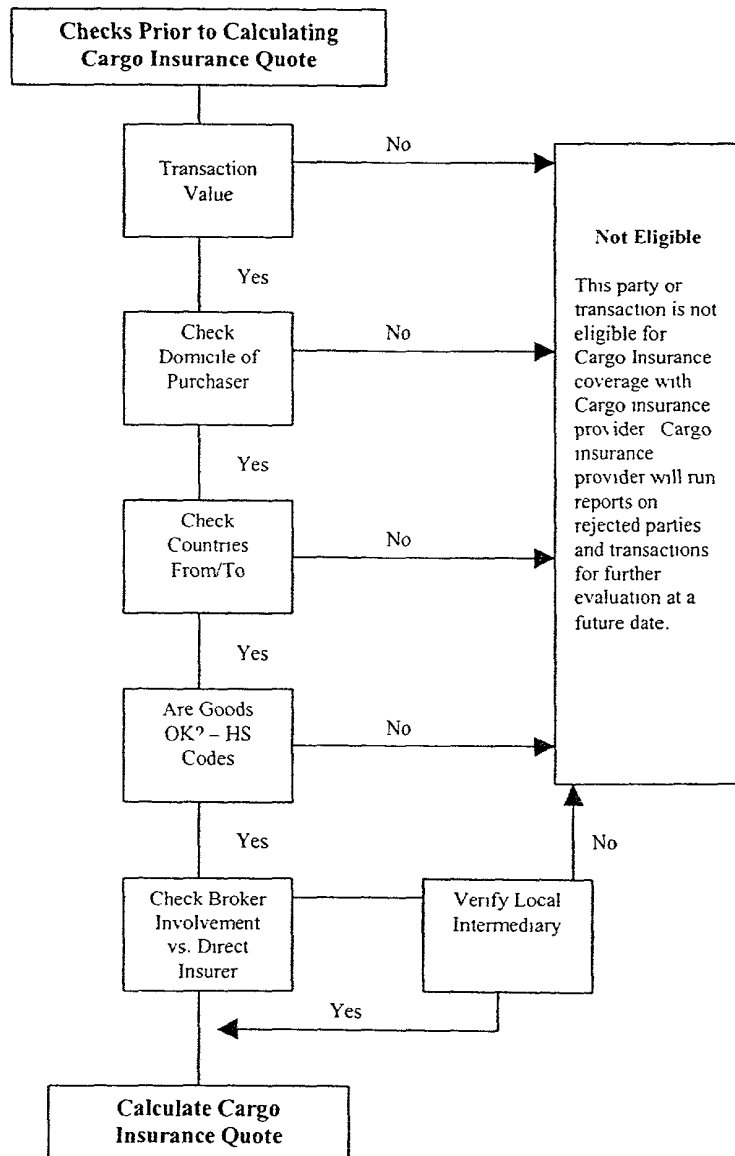 Checks Prior to Calculating
Cargo Insurance Quote
Transaction
Value
No
Yes
Check
Domicile of
Purchaser
No
Yes
Check
Countries
From/To
No
Yes
Are Goods
OK? – HS
Codes
No
Yes
Check Broker
Involvement
vs. Direct
Insurer
Verify Local
Intermediary
No
Yes
Not Eligible
This party or
transaction is not
eligible for
Cargo Insurance
coverage with
Cargo insurance
provider Cargo
insurance
provider will run
reports on
rejected parties
and transactions
for further
evaluation at a
future date.
Calculate Cargo
Insurance Quote